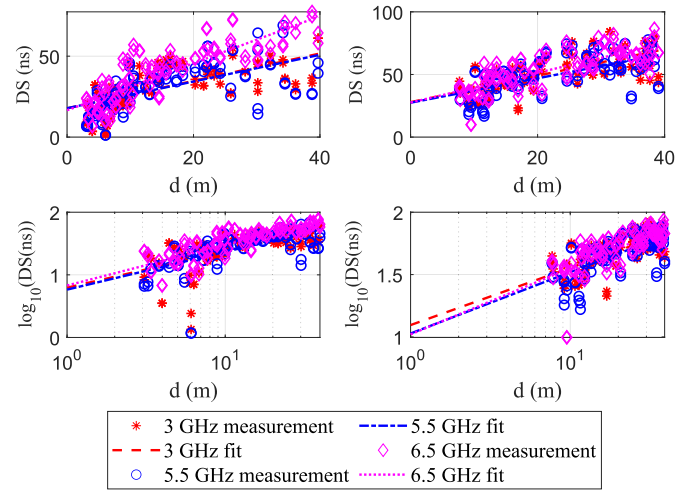 DS (ns)
50
0
0
20
40
d (m)
DS (ns)
100
50
0
0
20
40
d (m)
log10(DS(ns))
2
1
0
10^0
10^1
d (m)
log10(DS(ns))
2
1.5
1
10^0
10^1
d (m)
3 GHz measurement
3 GHz fit
5.5 GHz measurement
5.5 GHz fit
6.5 GHz measurement
6.5 GHz fit